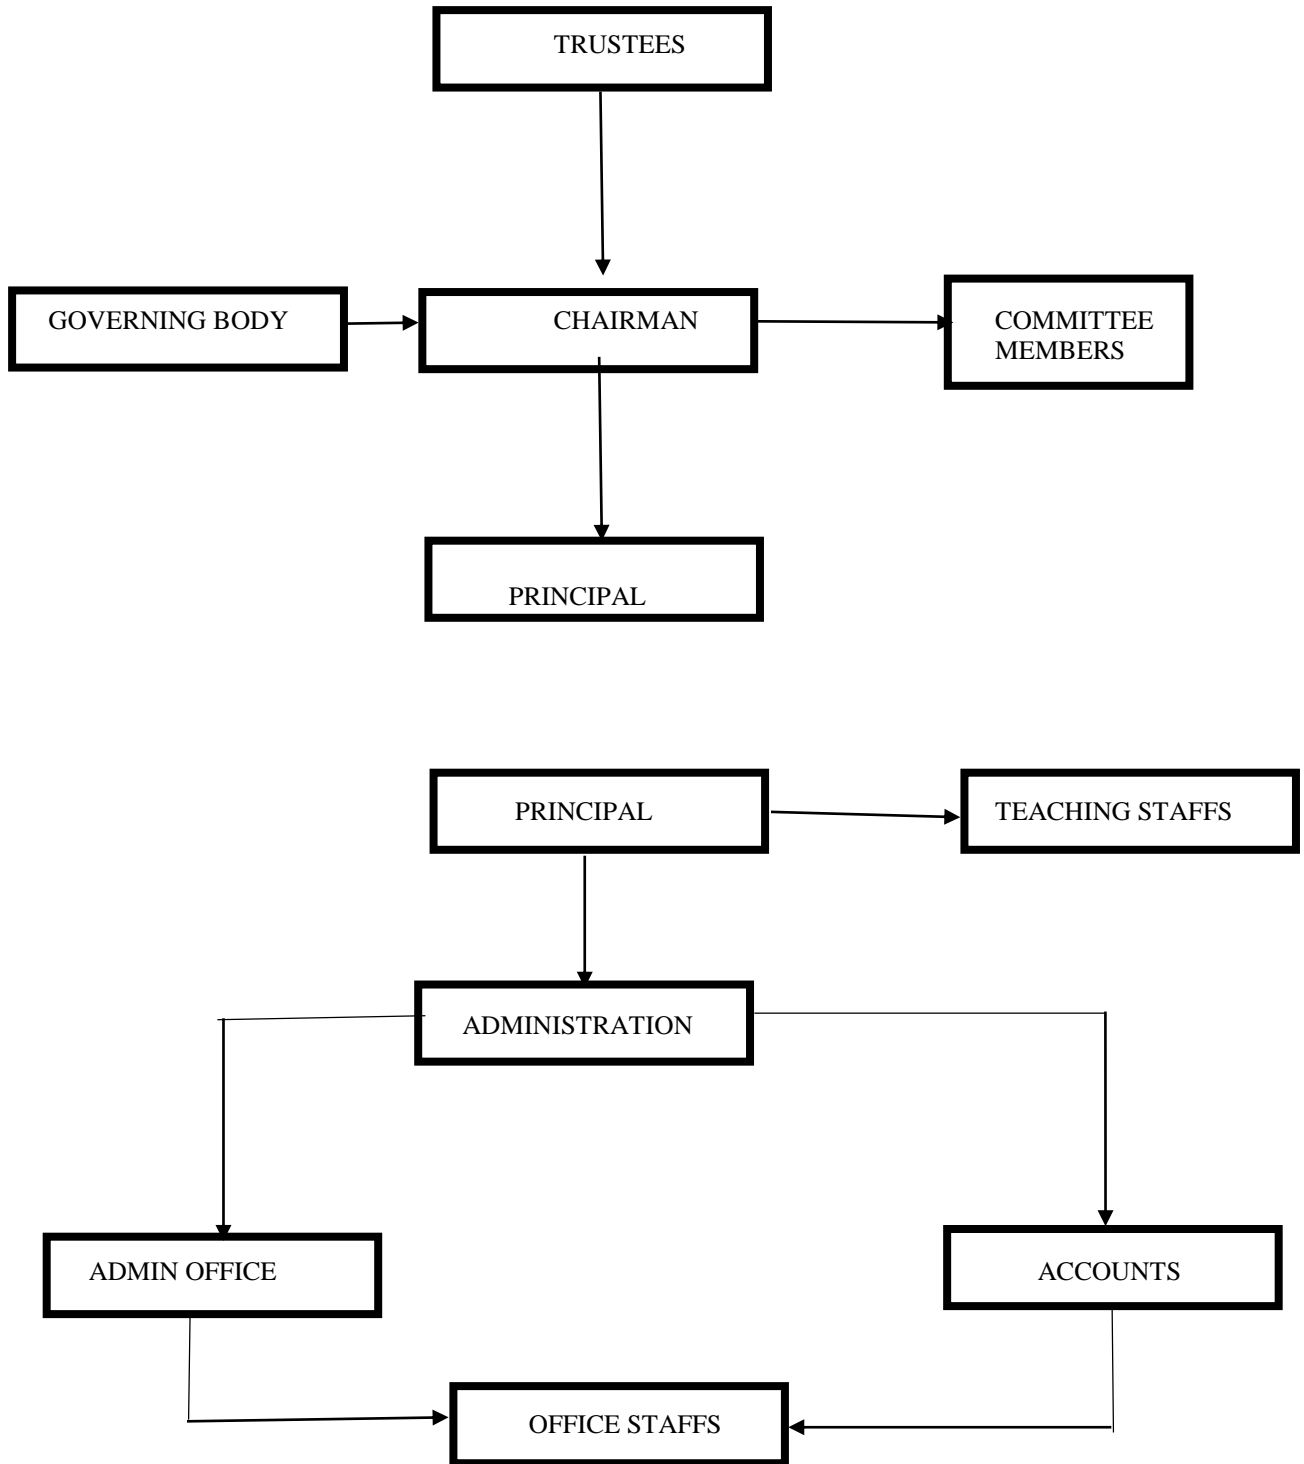 TRUSTEES
GOVERNING BODY
CHAIRMAN
COMMITTEE
MEMBERS
PRINCIPAL
PRINCIPAL
TEACHING STAFFS
ADMINISTRATION
ADMIN OFFICE
ACCOUNTS
OFFICE STAFFS